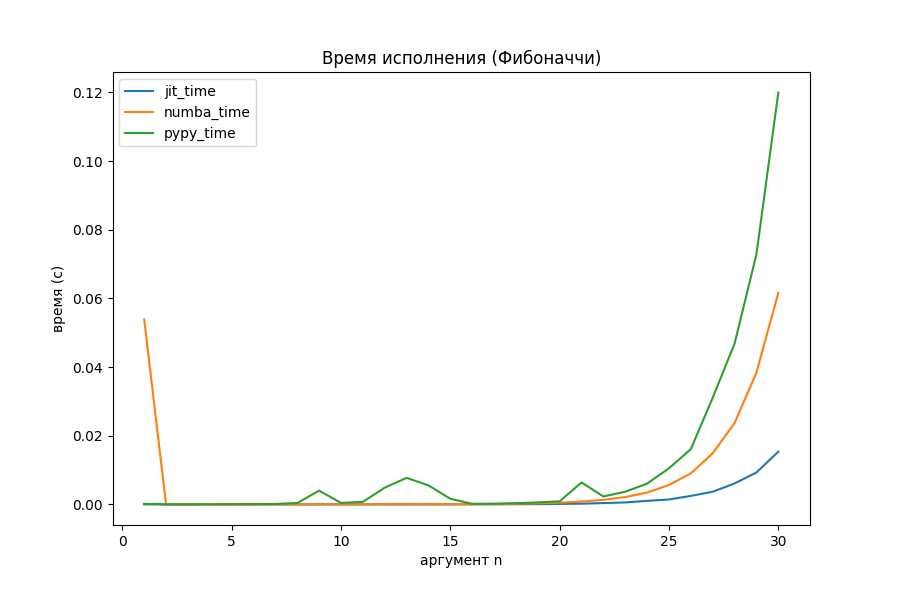 Время исполнения (Фибоначчи)
jit_time
numba_time
pypy_time
0.12
0.10
0.08
0.06
0.04
0.02
0.00
время (с)
0 5 10 15 20 25 30
аргумент n